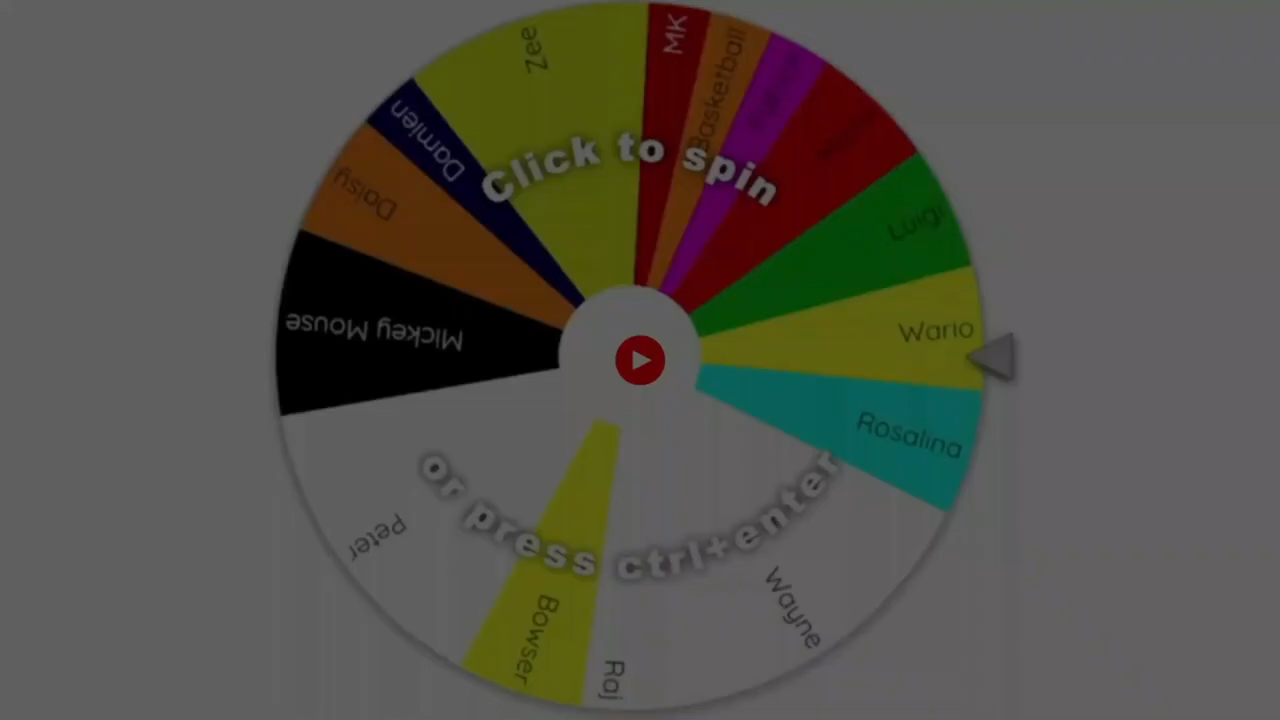 Zee
MK
Basketball
Damien
Daisy
Luigi
Click to spin
Mickey Mouse
Wario
Rosalina
or press ctrl+enter
Peter
Wayne
Bowser
Raj